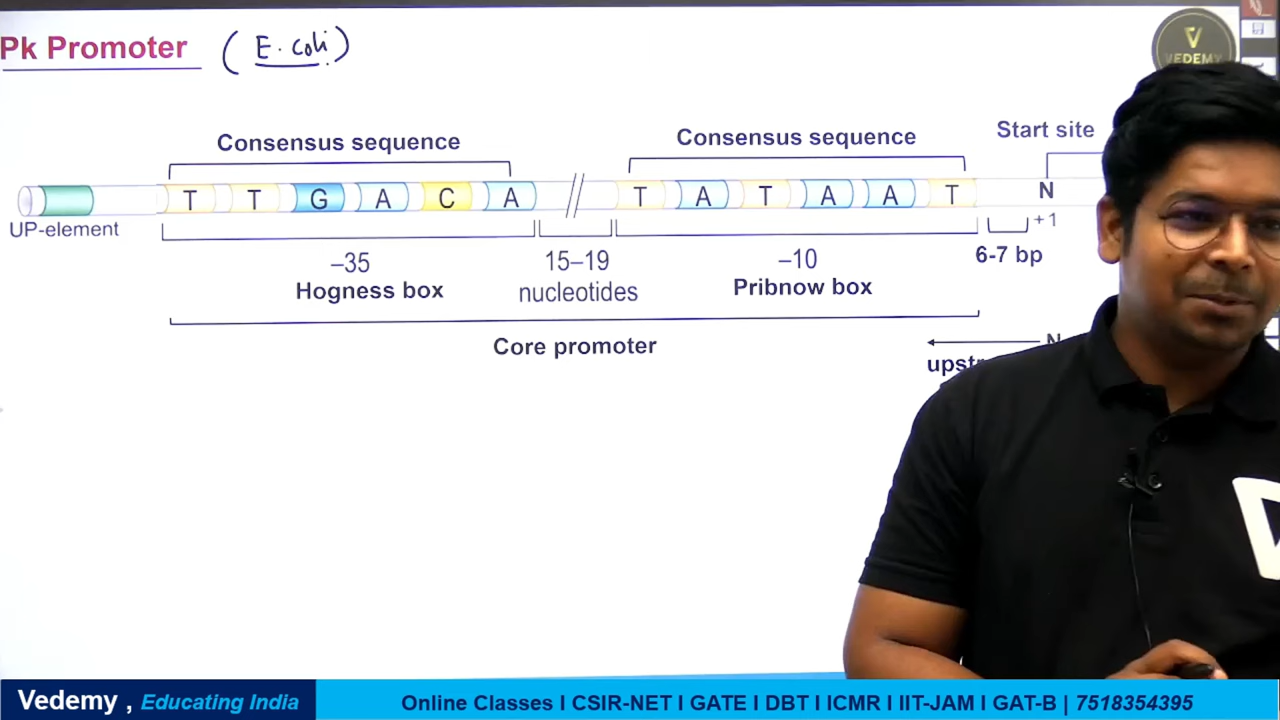 Pk Promoter (E. coli)
VEDEMY
Consensus sequence
Consensus sequence
Start site
T T G A C A // T A T A A T N
UP-element
+1
–35
15–19
–10
6-7 bp
Hogness box
nucleotides
Pribnow box
Core promoter
Vedemy , Educating India
Online Classes I CSIR-NET I GATE I DBT I ICMR I IIT-JAM I GAT-B | 7518354395